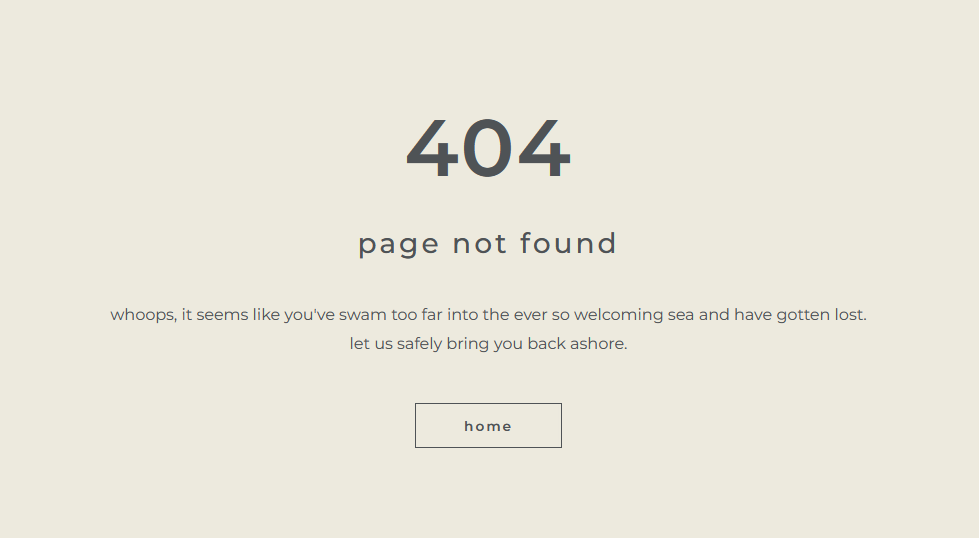 404
page not found
whoops, it seems like you've swam too far into the ever so welcoming sea and have gotten lost.
let us safely bring you back ashore.
home